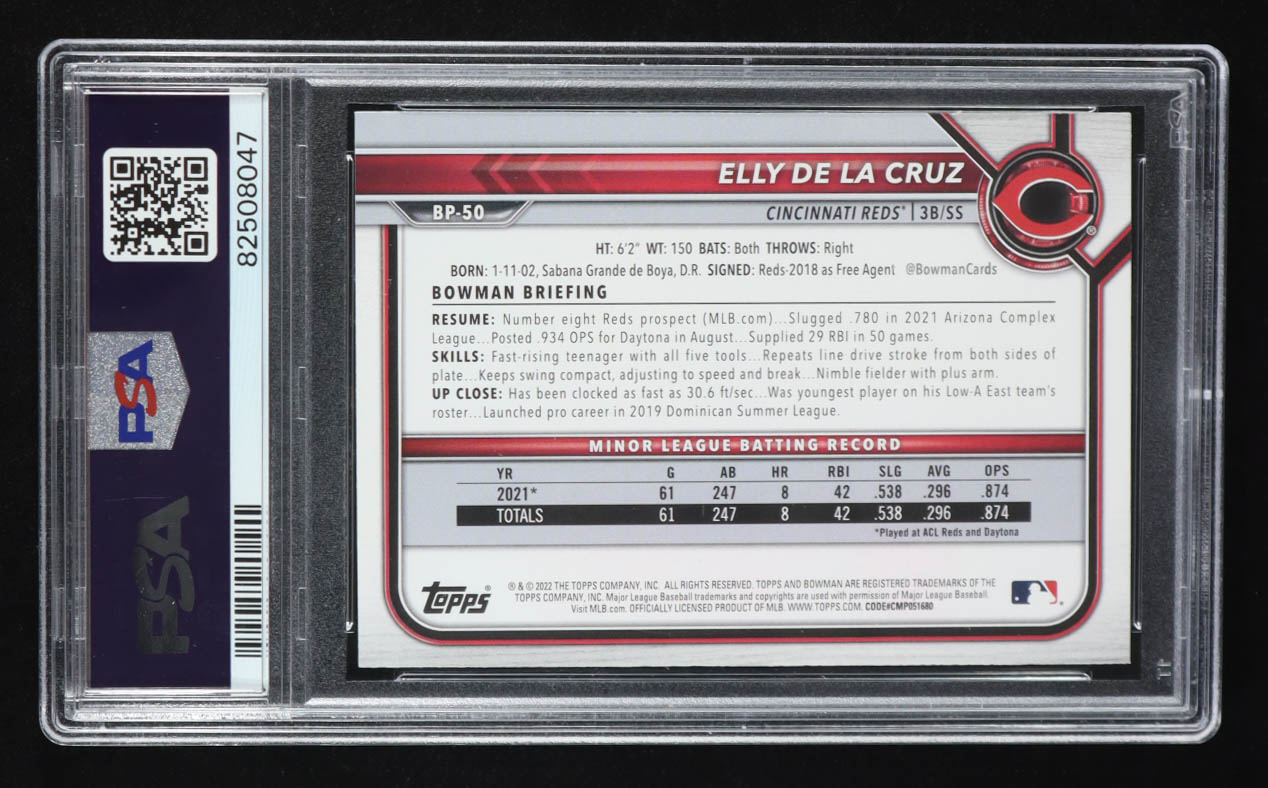 82508047
PSA
PSA
ELLY DE LA CRUZ
BP-50
CINCINNATI REDS® | 3B/SS
HT: 6'2" WT: 150 BATS: Both THROWS: Right
BORN: 1-11-02, Sabana Grande de Boya, D.R. SIGNED: Reds-2018 as Free Agent @BowmanCards
BOWMAN BRIEFING
RESUME: Number eight Reds prospect (MLB.com)...Slugged .780 in 2021 Arizona Complex
League...Posted .934 OPS for Daytona in August...Supplied 29 RBI in 50 games.
SKILLS: Fast-rising teenager with all five tools...Repeats line drive stroke from both sides of
plate...Keeps swing compact, adjusting to speed and break...Nimble fielder with plus arm.
UP CLOSE: Has been clocked as fast as 30.6 ft/sec...Was youngest player on his Low-A East team's
roster...Launched pro career in 2019 Dominican Summer League.
MINOR LEAGUE BATTING RECORD
YR G AB HR RBI SLG AVG OPS
2021* 61 247 8 42 .538 .296 .874
TOTALS 61 247 8 42 .538 .296 .874
*Played at ACL Reds and Daytona
Topps®
® & © 2022 THE TOPPS COMPANY, INC. ALL RIGHTS RESERVED. TOPPS AND BOWMAN ARE REGISTERED TRADEMARKS OF THE
TOPPS COMPANY, INC. Major League Baseball trademarks and copyrights are used with permission of Major League Baseball.
Visit MLB.com. OFFICIALLY LICENSED PRODUCT OF MLB. WWW.TOPPS.COM. CODE#CMP051680
PSA